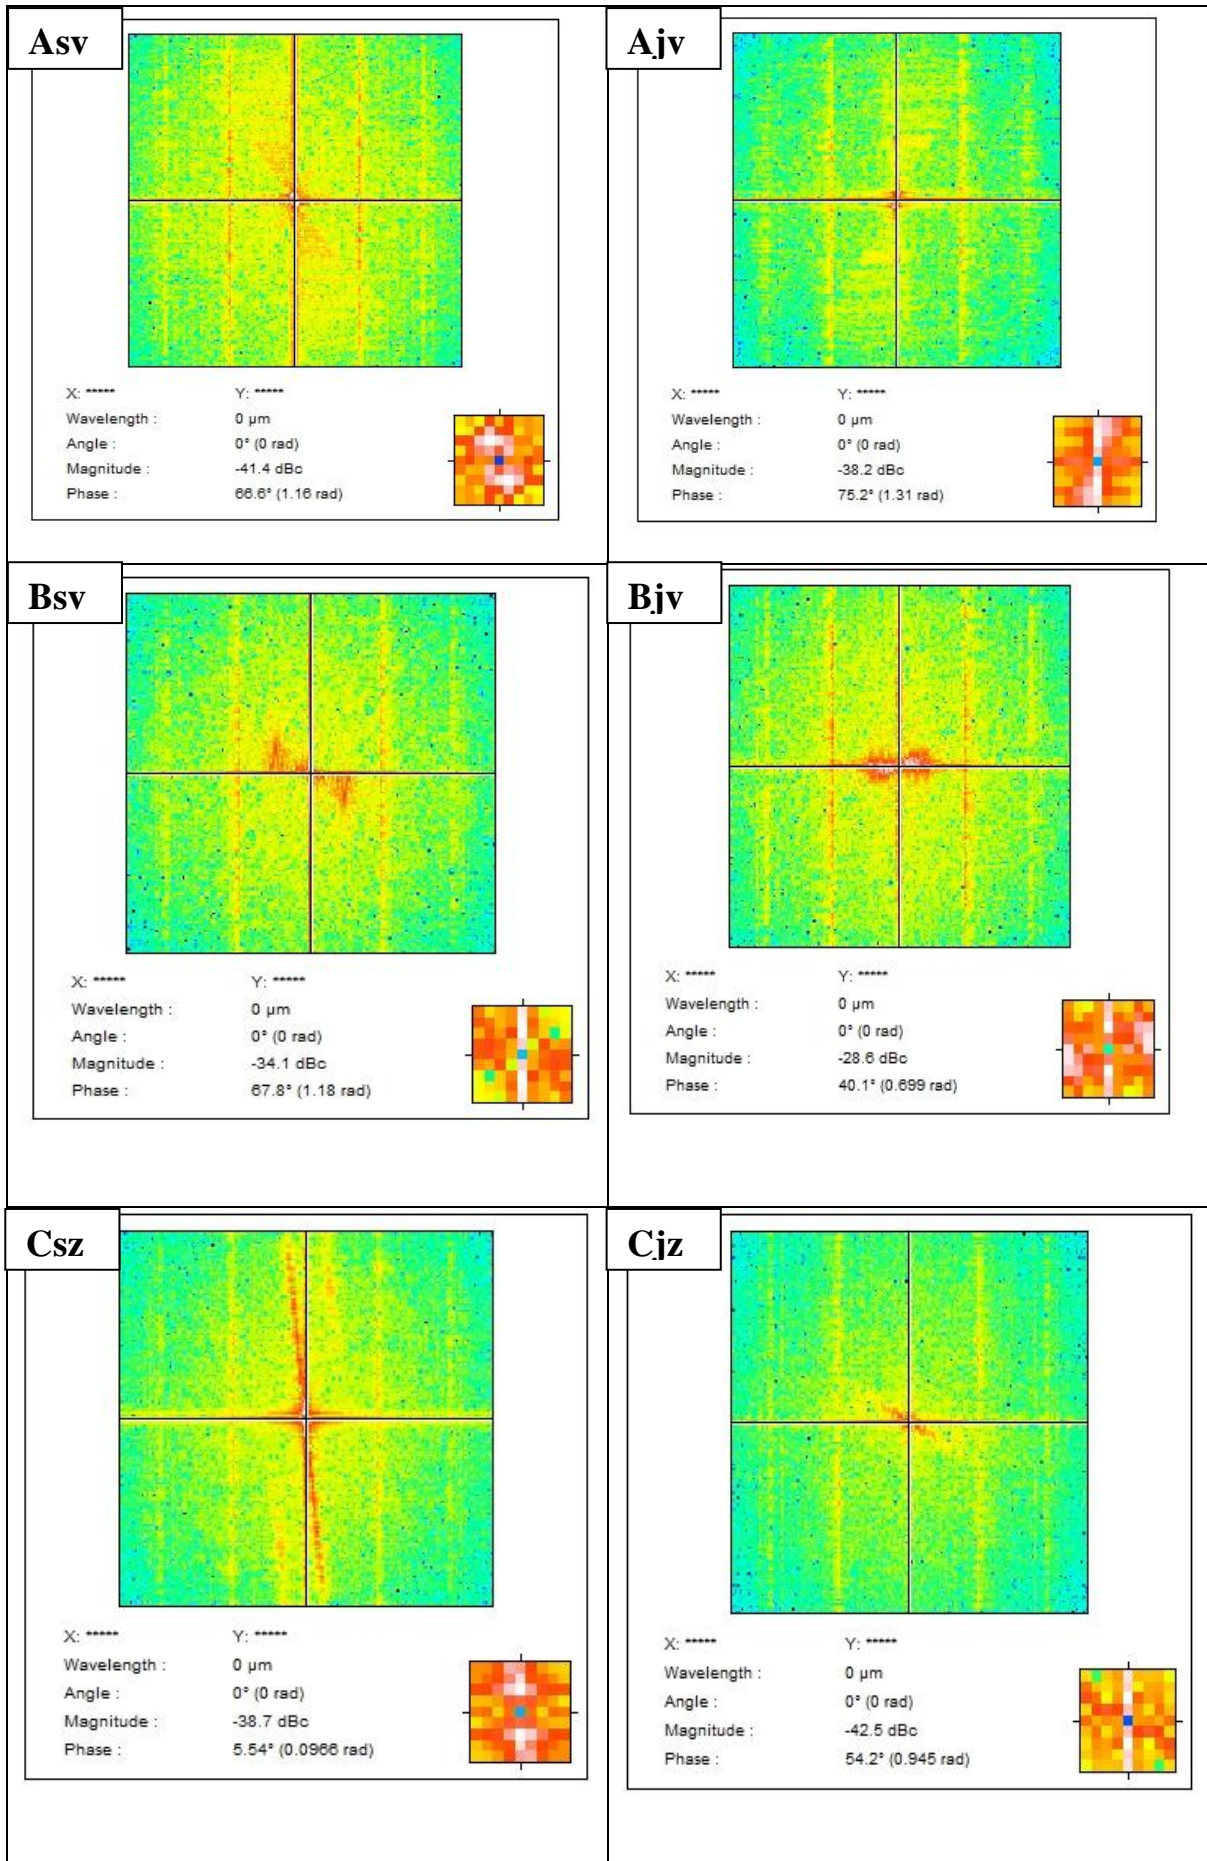 Asv
X: ***** Y: *****
Wavelength : 0 µm
Angle : 0° (0 rad)
Magnitude : -41.4 dBc
Phase : 66.6° (1.16 rad)
Ajv
X: ***** Y: *****
Wavelength : 0 µm
Angle : 0° (0 rad)
Magnitude : -38.2 dBc
Phase : 75.2° (1.31 rad)
Bsv
X: ***** Y: *****
Wavelength : 0 µm
Angle : 0° (0 rad)
Magnitude : -34.1 dBc
Phase : 67.8° (1.18 rad)
Bjv
X: ***** Y: *****
Wavelength : 0 µm
Angle : 0° (0 rad)
Magnitude : -28.6 dBc
Phase : 40.1° (0.699 rad)
Csz
X: ***** Y: *****
Wavelength : 0 µm
Angle : 0° (0 rad)
Magnitude : -38.7 dBc
Phase : 5.54° (0.0966 rad)
Cjz
X: ***** Y: *****
Wavelength : 0 µm
Angle : 0° (0 rad)
Magnitude : -42.5 dBc
Phase : 54.2° (0.945 rad)